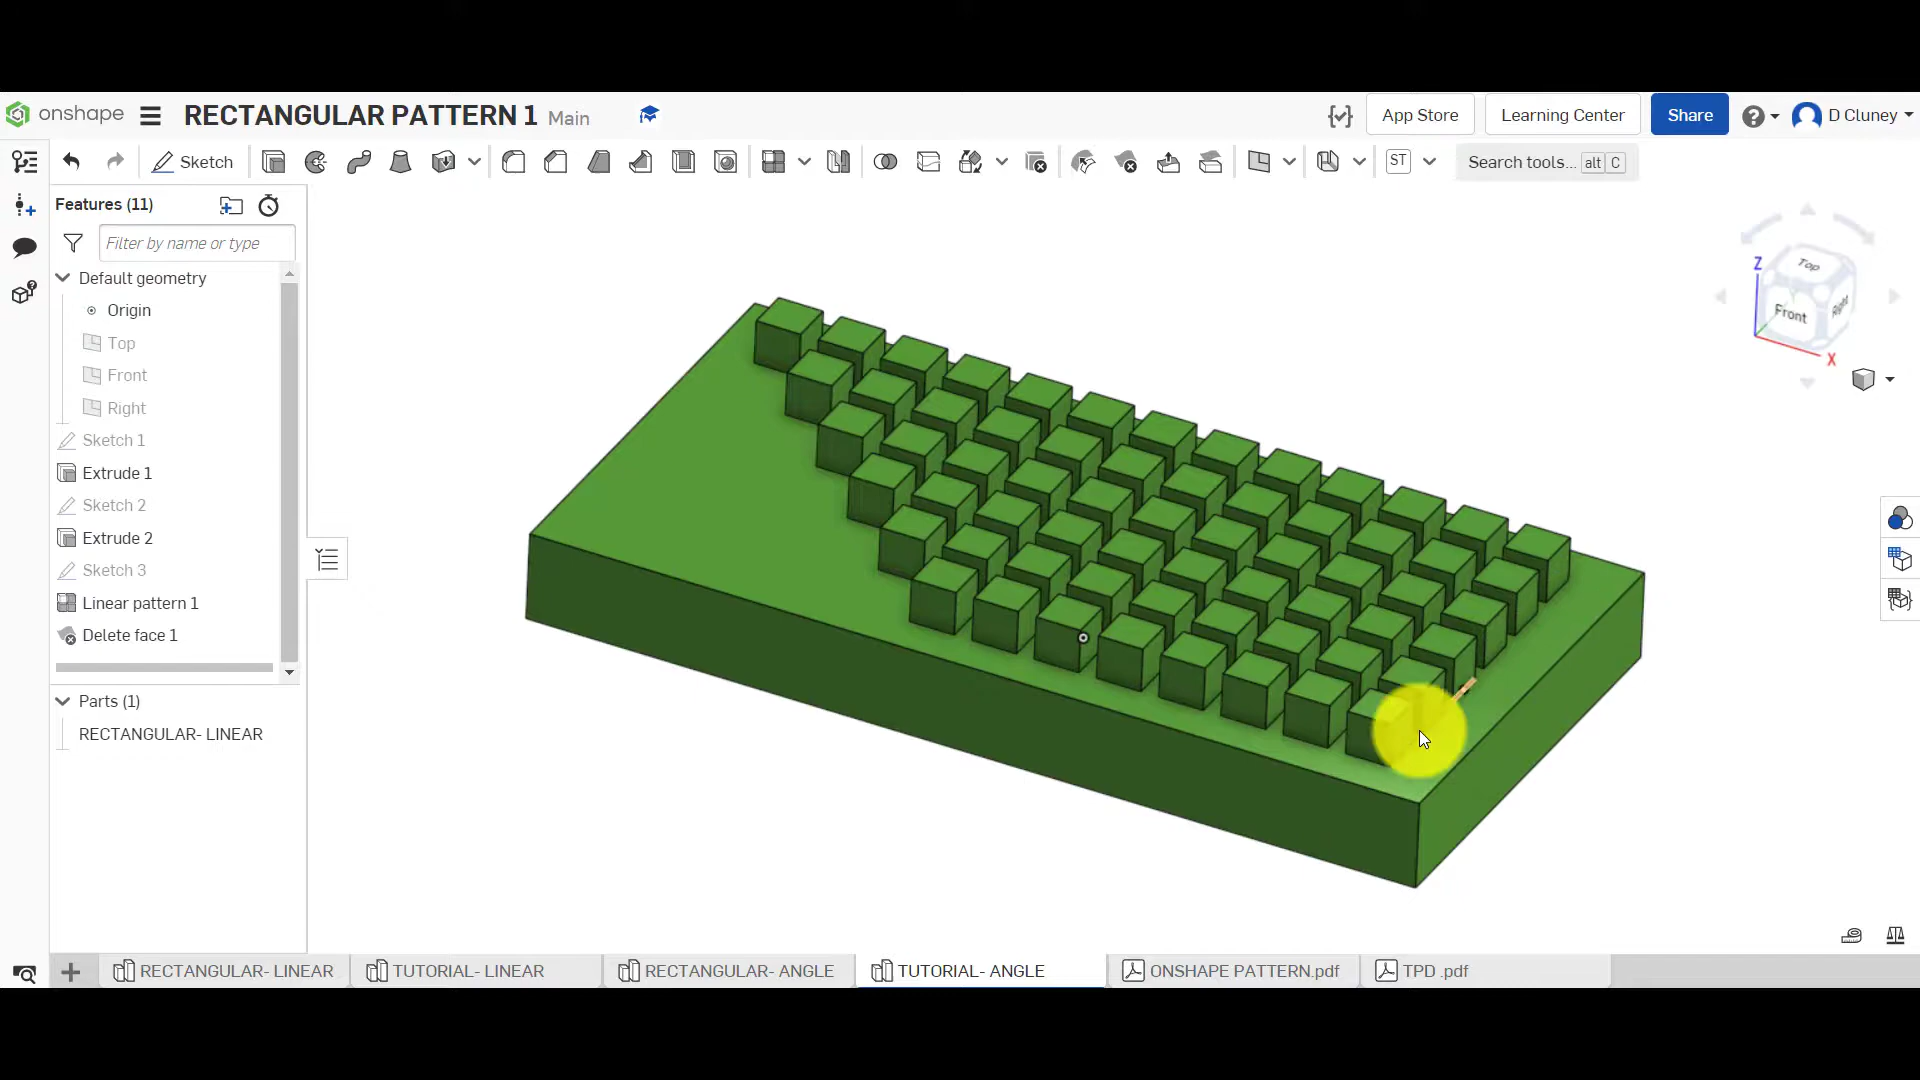 onshape RECTANGULAR PATTERN 1 Main App Store Learning Center Share D Cluney
Sketch ST Search tools... alt C
Features (11)
Filter by name or type
Default geometry
Origin
Top
Front
Right
Sketch 1
Extrude 1
Sketch 2
Extrude 2
Sketch 3
Linear pattern 1
Delete face 1
Parts (1)
RECTANGULAR- LINEAR
Z
Top
Front
Right
X
RECTANGULAR- LINEAR TUTORIAL- LINEAR RECTANGULAR- ANGLE TUTORIAL- ANGLE ONSHAPE PATTERN.pdf TPD .pdf